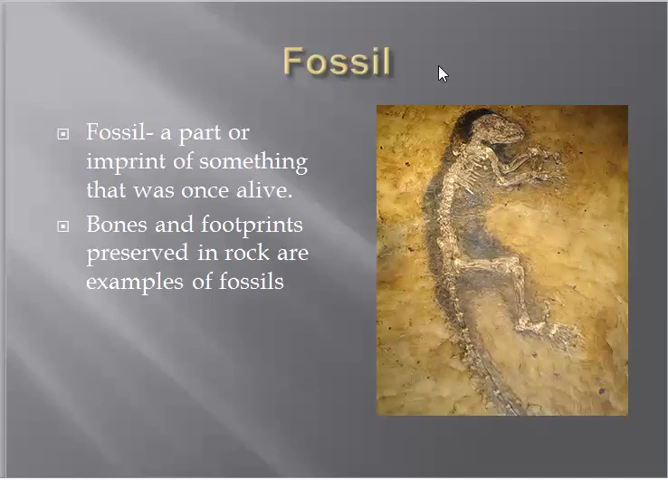 Fossil
Fossil- a part or
imprint of something
that was once alive.
Bones and footprints
preserved in rock are
examples of fossils